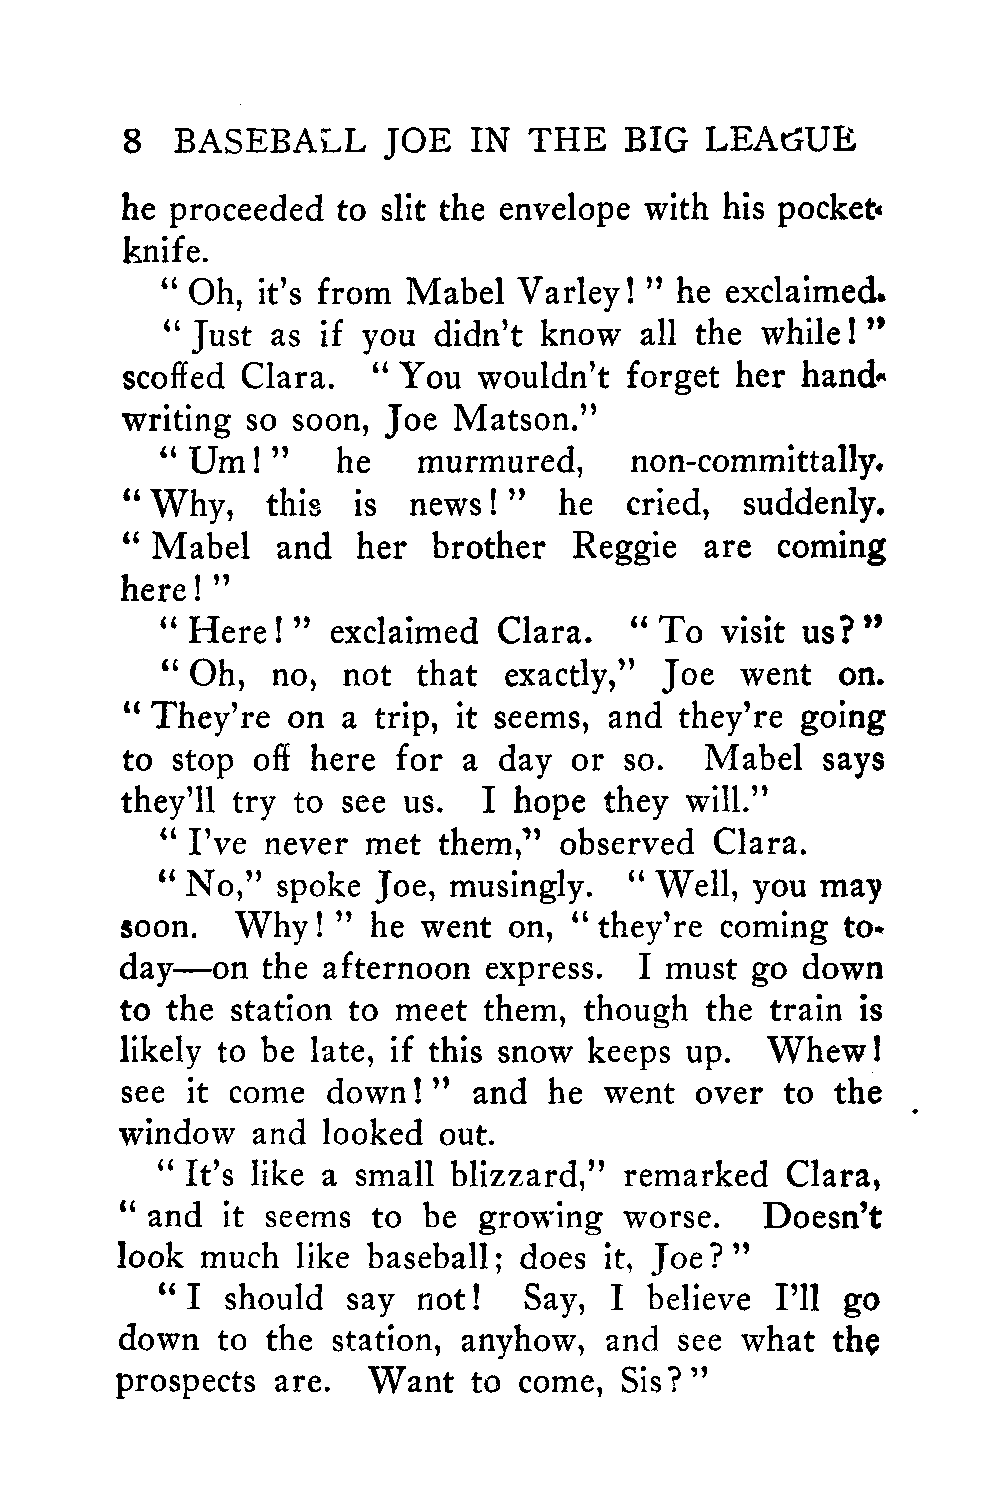 8 BASEBALL JOE IN THE BIG LEAGUE
he proceeded to slit the envelope with his pocket-
knife.
" Oh, it's from Mabel Varley! " he exclaimed.
" Just as if you didn't know all the while! "
scoffed Clara. " You wouldn't forget her hand-
writing so soon, Joe Matson."
" Um! " he murmured, non-committally.
" Why, this is news! " he cried, suddenly.
" Mabel and her brother Reggie are coming
here! "
" Here! " exclaimed Clara. " To visit us? "
" Oh, no, not that exactly," Joe went on.
" They're on a trip, it seems, and they're going
to stop off here for a day or so. Mabel says
they'll try to see us. I hope they will."
" I've never met them," observed Clara.
" No," spoke Joe, musingly. " Well, you may
soon. Why! " he went on, " they're coming to-
day—on the afternoon express. I must go down
to the station to meet them, though the train is
likely to be late, if this snow keeps up. Whew!
see it come down! " and he went over to the
window and looked out.
" It's like a small blizzard," remarked Clara,
" and it seems to be growing worse. Doesn't
look much like baseball; does it, Joe? "
" I should say not! Say, I believe I'll go
down to the station, anyhow, and see what the
prospects are. Want to come, Sis? "